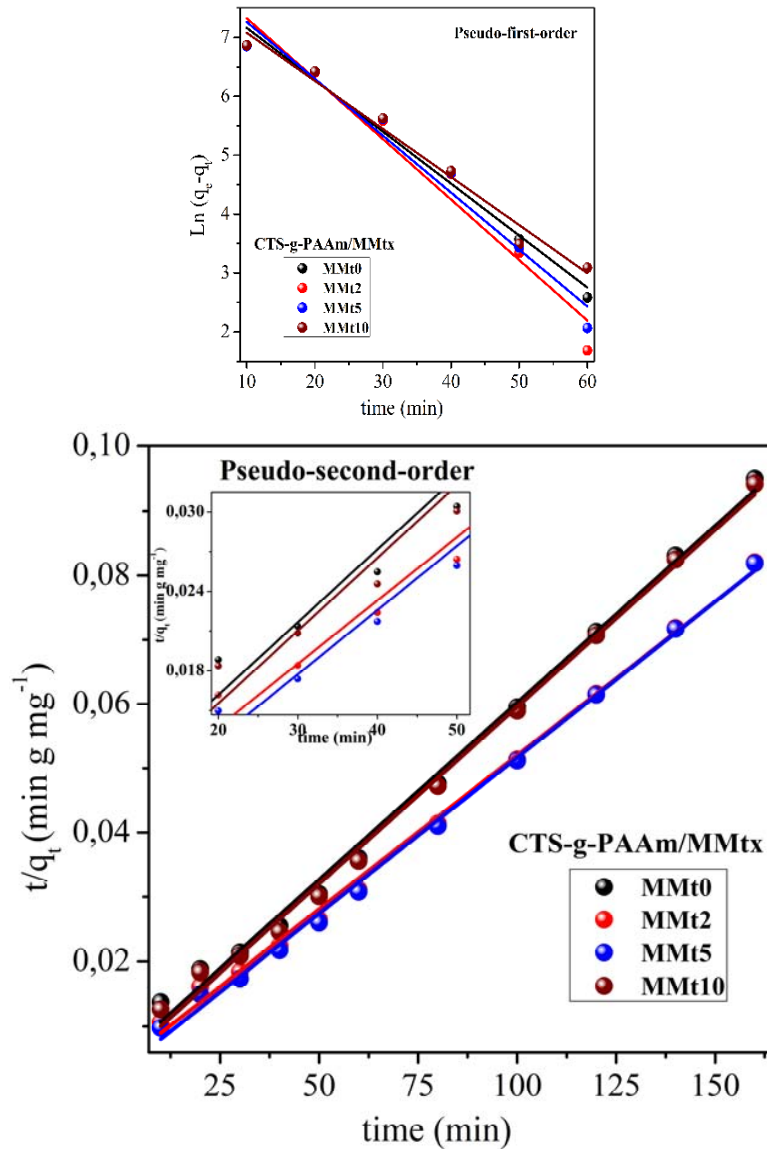 Pseudo-first-order
7
6
5
4
3
2
Ln (qe-qt)
CTS-g-PAAm/MMtx
MMt0
MMt2
MMt5
MMt10
10 20 30 40 50 60
time (min)
0,10
0,08
0,06
0,04
0,02
t/qt (min g mg-1)
Pseudo-second-order
0,030
0,024
0,018
t/qt (min g mg-1)
20 30 40 50
time (min)
CTS-g-PAAm/MMtx
MMt0
MMt2
MMt5
MMt10
25 50 75 100 125 150
time (min)